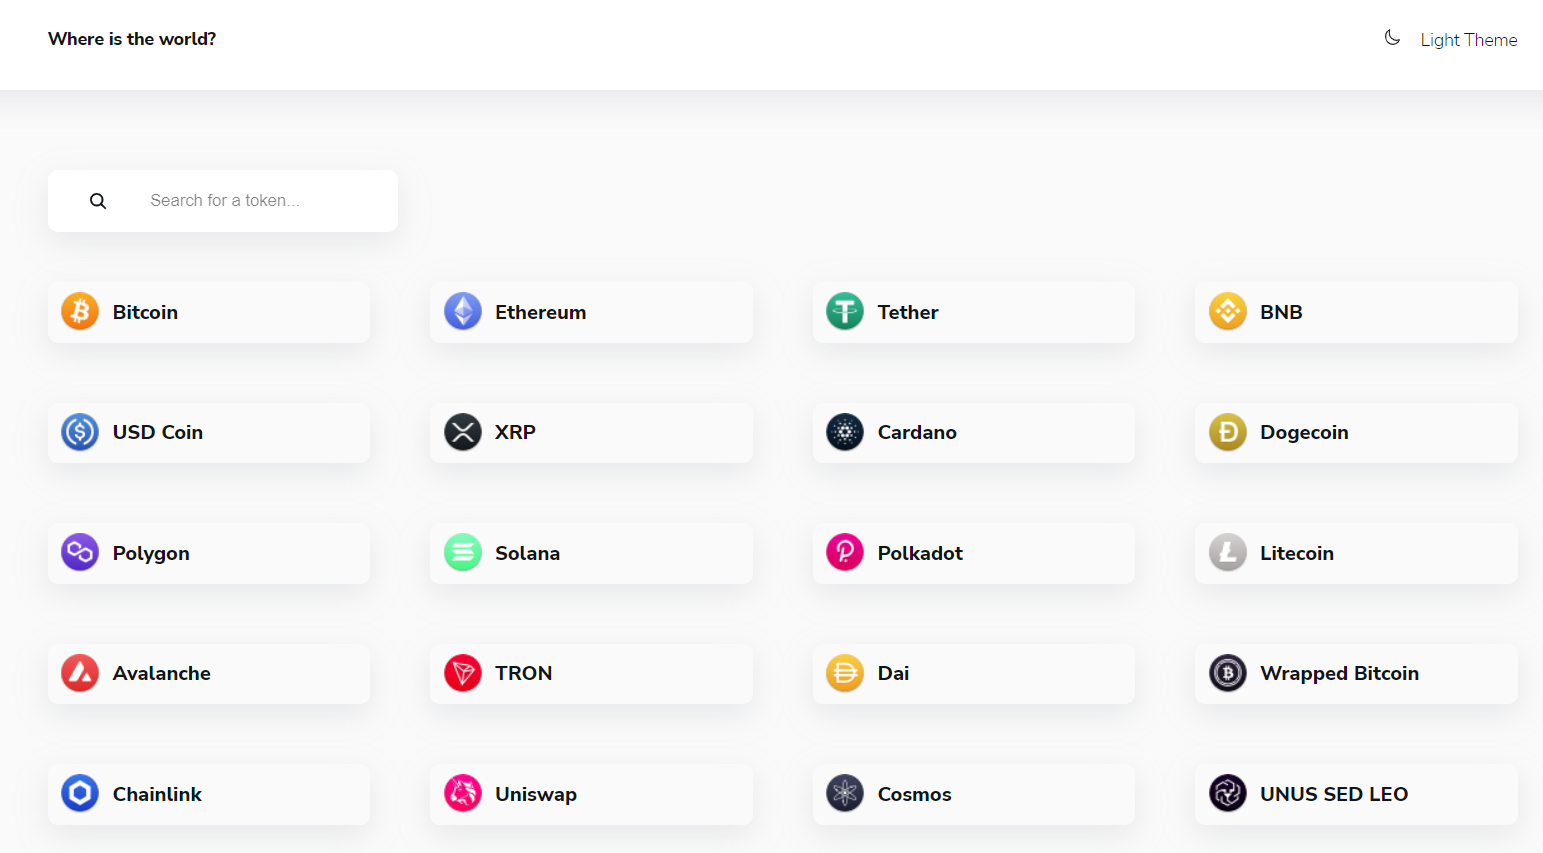 Where is the world?
Light Theme
Search for a token...
Bitcoin
Ethereum
Tether
BNB
USD Coin
XRP
Cardano
Dogecoin
Polygon
Solana
Polkadot
Litecoin
Avalanche
TRON
Dai
Wrapped Bitcoin
Chainlink
Uniswap
Cosmos
UNUS SED LEO